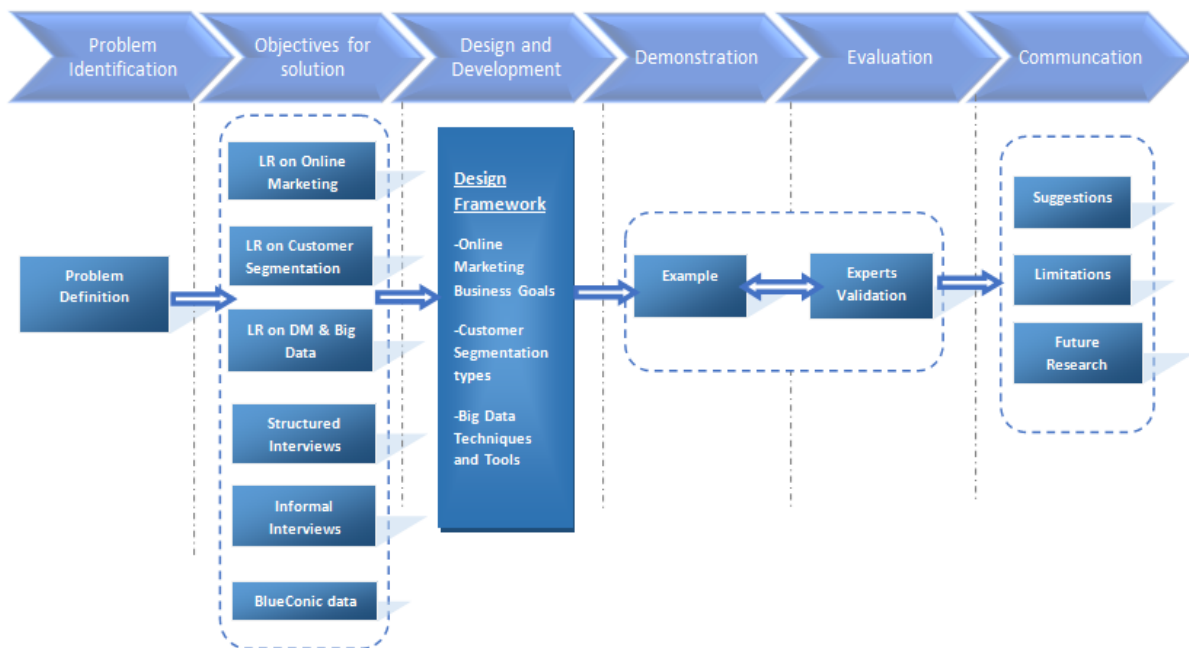 Problem
Identification
Objectives for
solution
Design and
Development
Demonstration
Evaluation
Communcation
Problem
Definition
LR on Online
Marketing
LR on Customer
Segmentation
LR on DM & Big
Data
Structured
Interviews
Informal
Interviews
BlueConic data
Design
Framework
-Online
Marketing
Business Goals
-Customer
Segmentation
types
-Big Data
Techniques
and Tools
Example
Experts
Validation
Suggestions
Limitations
Future
Research